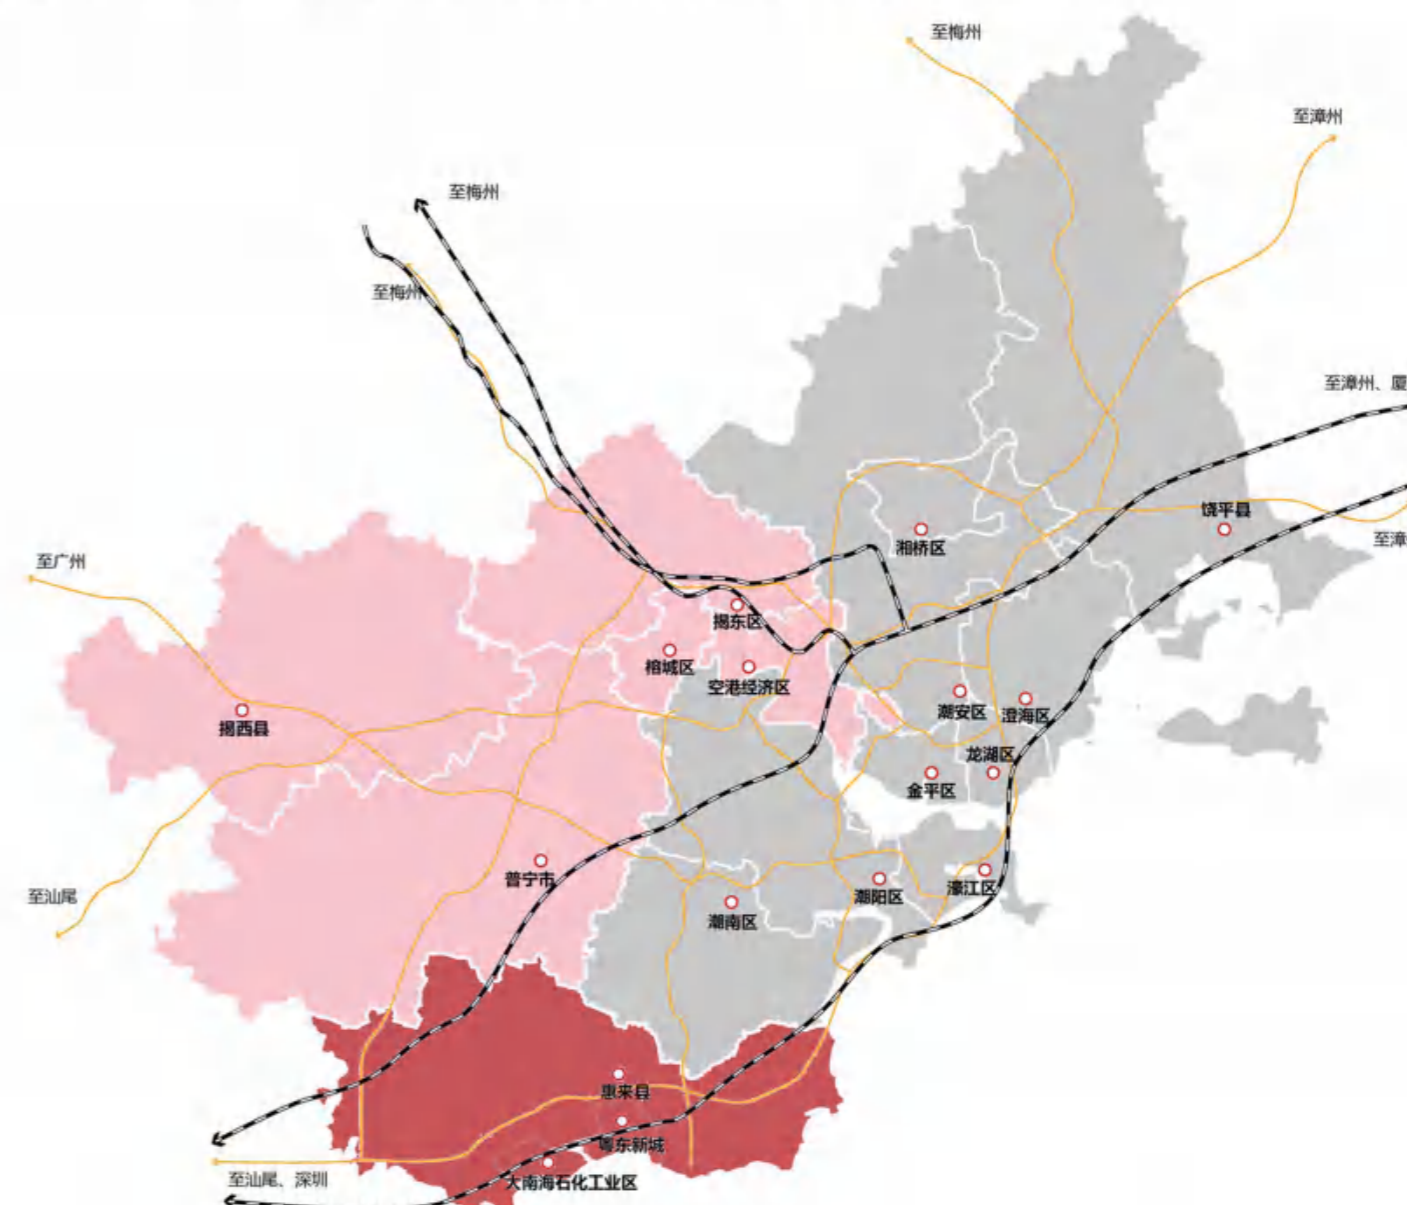 至梅州
至漳州
至梅州
至梅州
至漳州、厦
饶平县
湘桥区
至漳
至广州
揭东区
榕城区
空港经济区
潮安区
澄海区
揭西县
龙湖区
金平区
普宁市
潮阳区
濠江区
至汕尾
潮南区
惠来县
粤东新城
至汕尾、深圳
大南海石化工业区